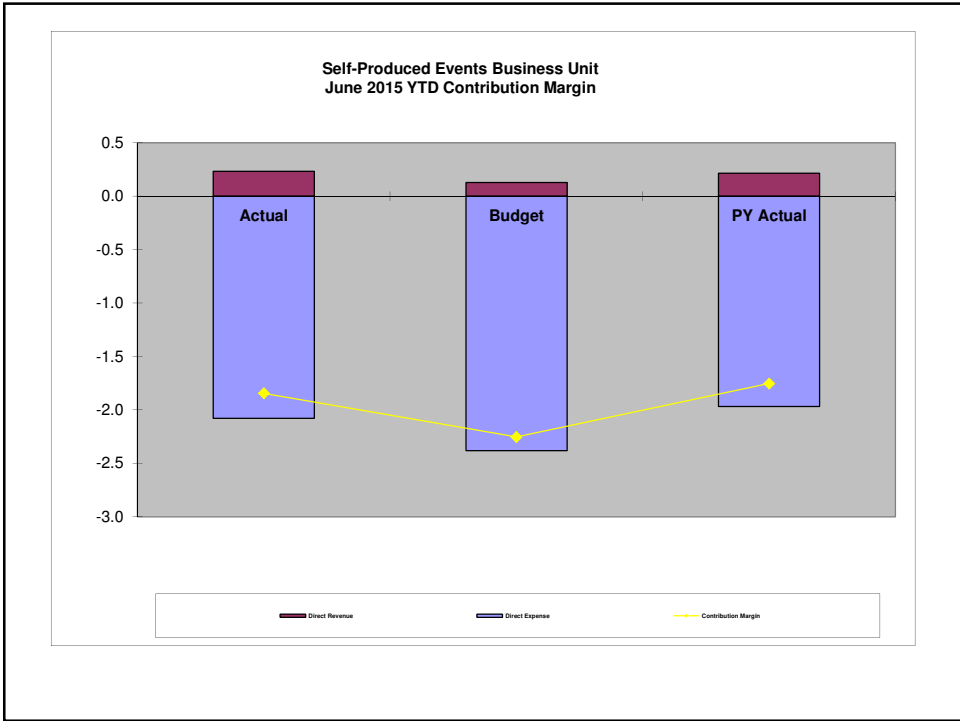 Self-Produced Events Business Unit
June 2015 YTD Contribution Margin
0.5
0.0
Actual Budget PY Actual
-0.5
-1.0
-1.5
-2.0
-2.5
-3.0
Direct Revenue Direct Expense Contribution Margin